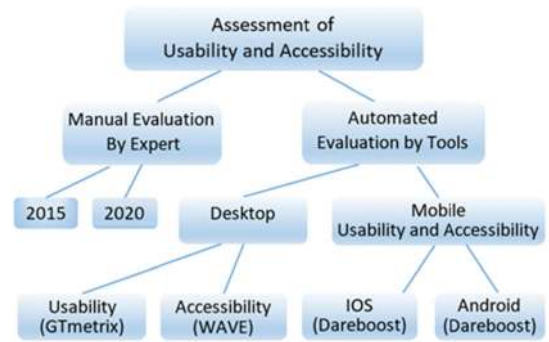 Assessment of
Usability and Accessibility
Manual Evaluation
By Expert
Automated
Evaluation by Tools
2015
2020
Desktop
Mobile
Usability and Accessibility
Usability
(GTmetrix)
Accessibility
(WAVE)
IOS
(Dareboost)
Android
(Dareboost)